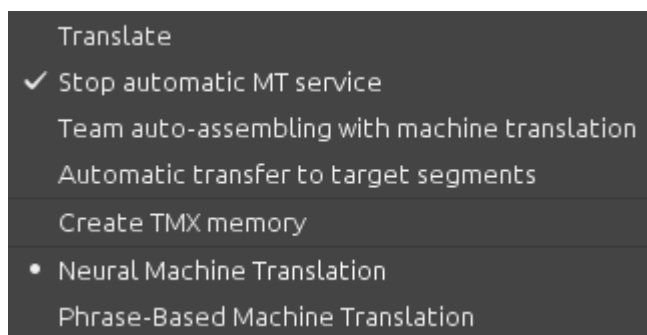 Translate
Stop automatic MT service
Team auto-assembling with machine translation
Automatic transfer to target segments
Create TMX memory
Neural Machine Translation
Phrase-Based Machine Translation